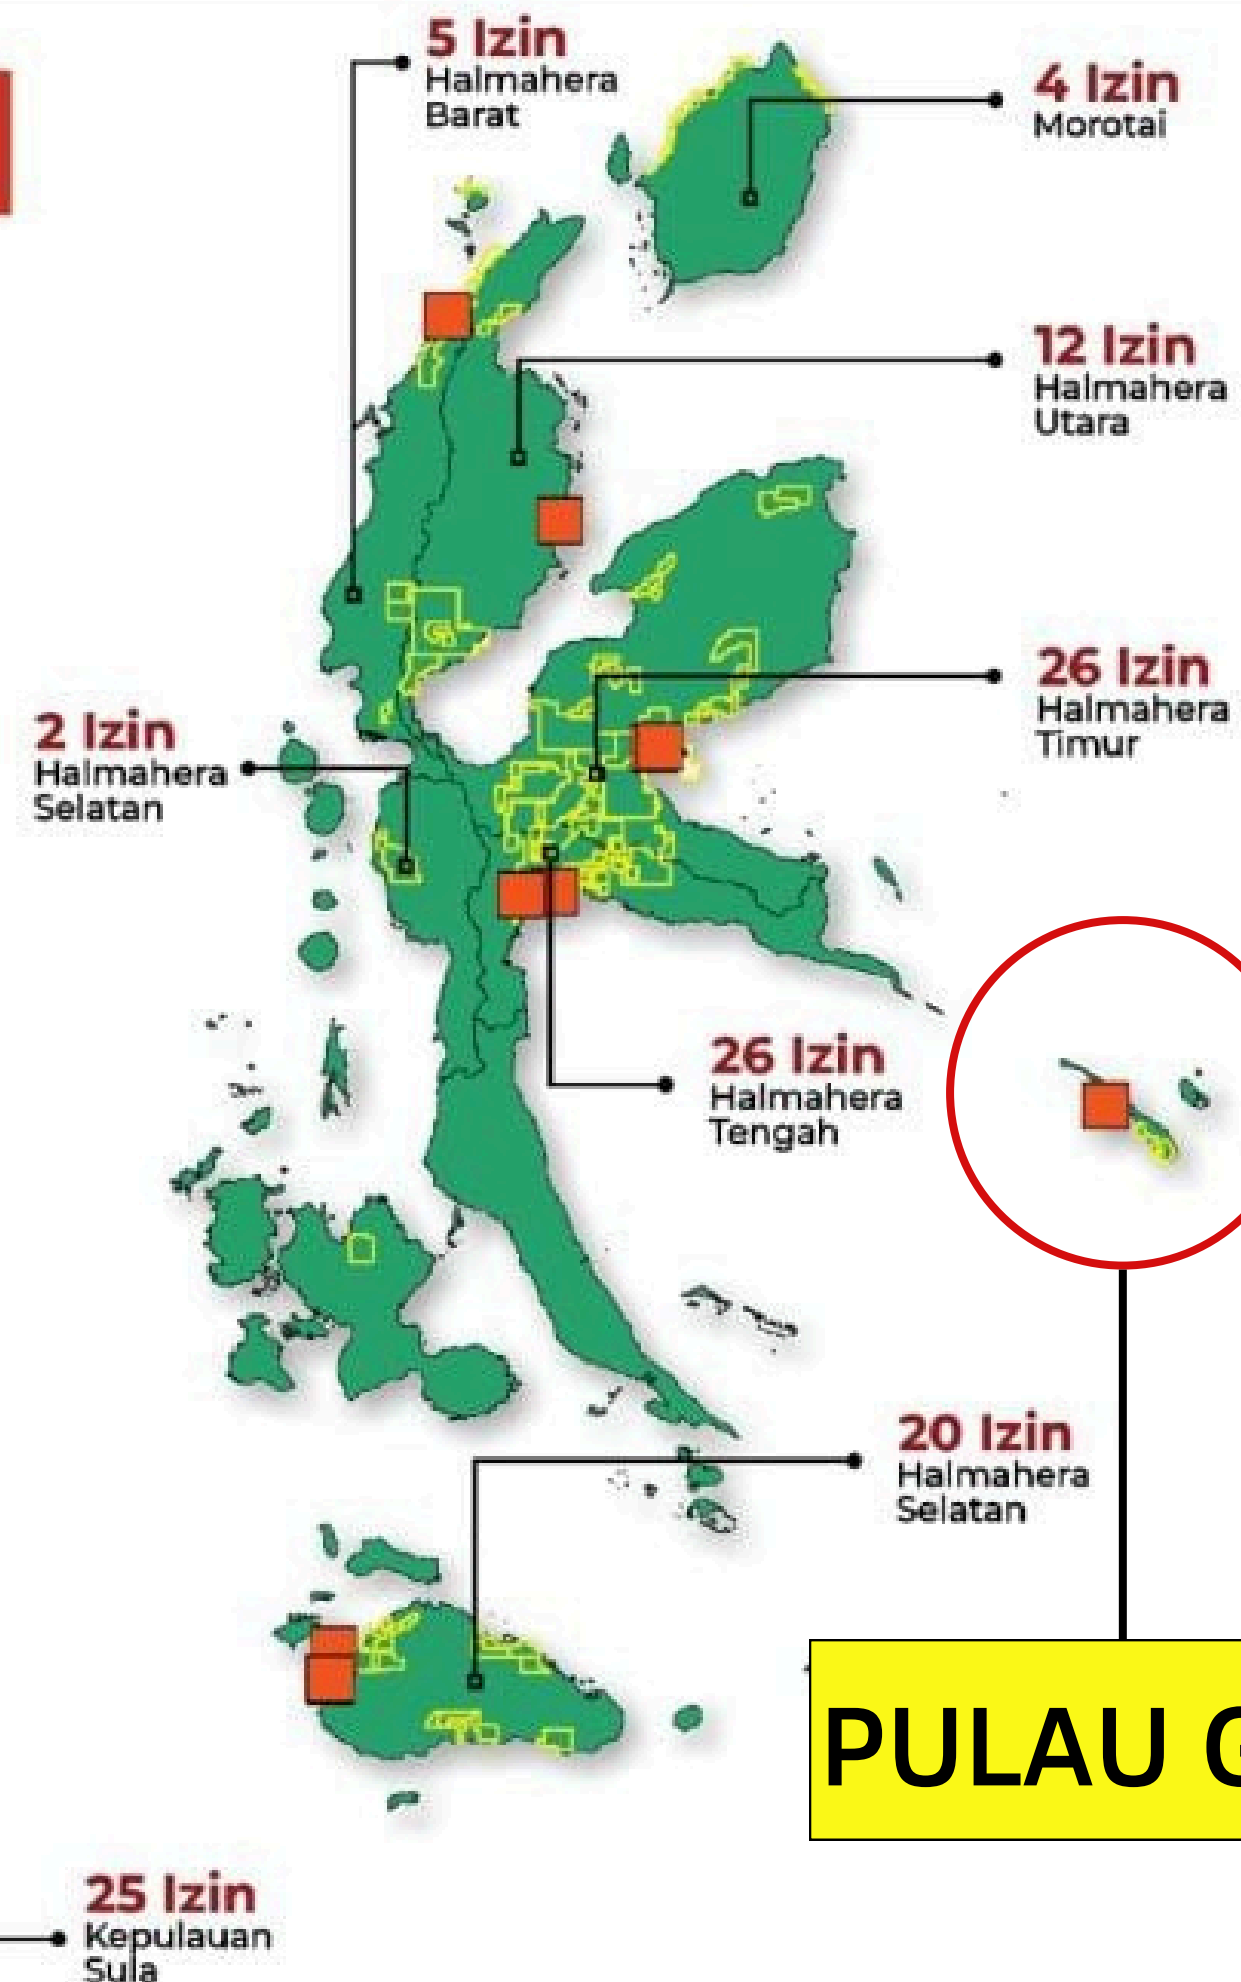 5 Izin
Halmahera
Barat
4 Izin
Morotai
12 Izin
Halmahera
Utara
26 Izin
Halmahera
Timur
2 Izin
Halmahera
Selatan
26 Izin
Halmahera
Tengah
20 Izin
Halmahera
Selatan
PULAU G
25 Izin
Kepulauan
Sula